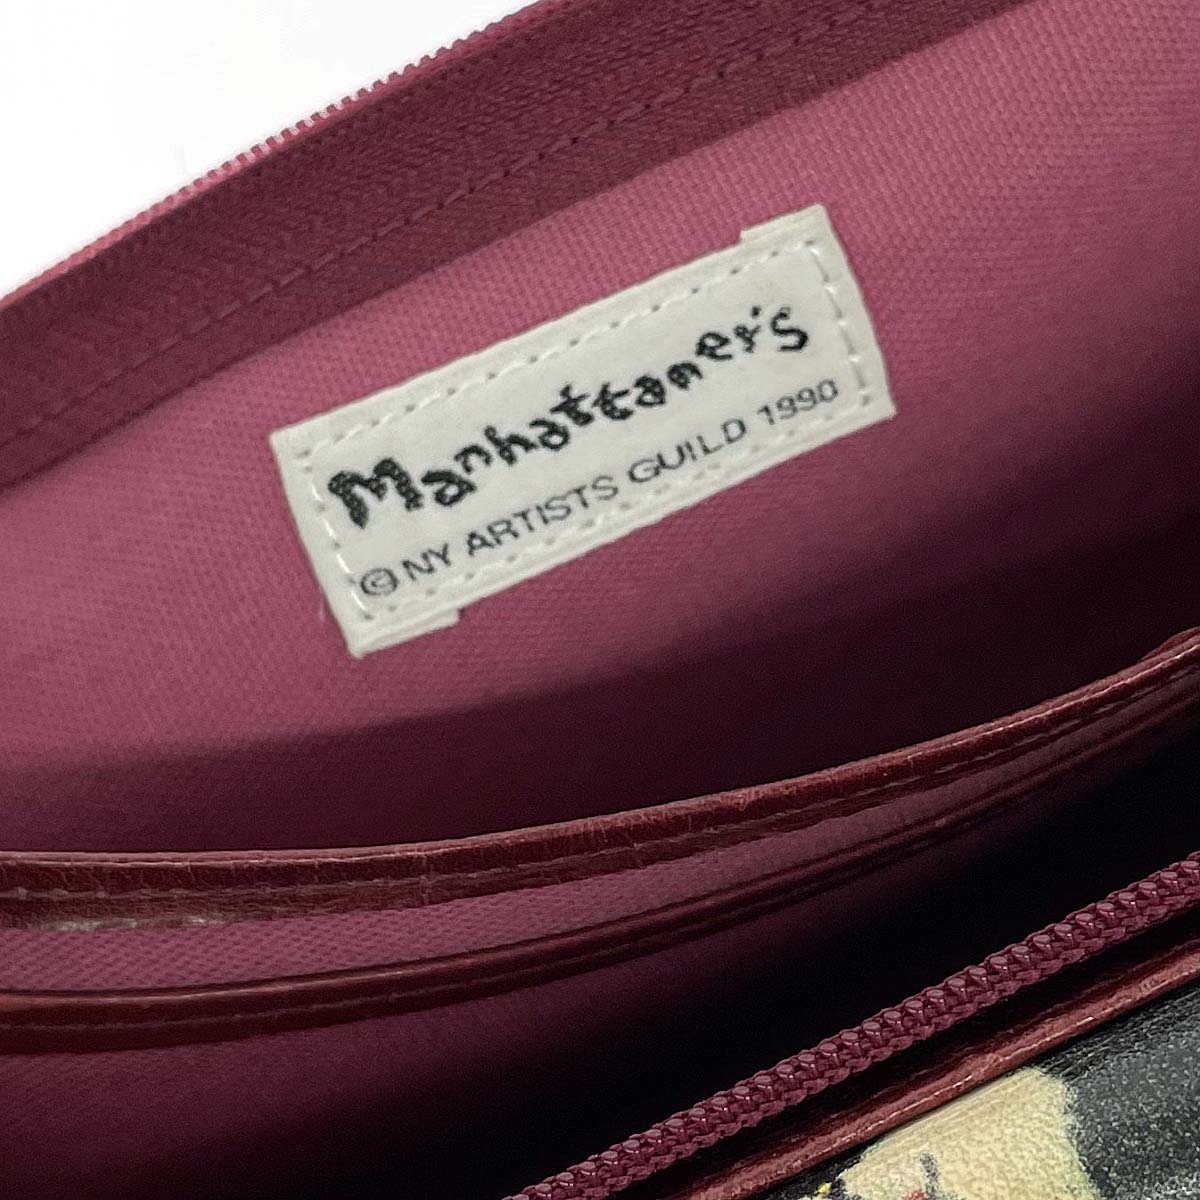 Manhattaner's
© NY ARTISTS GUILD 1990